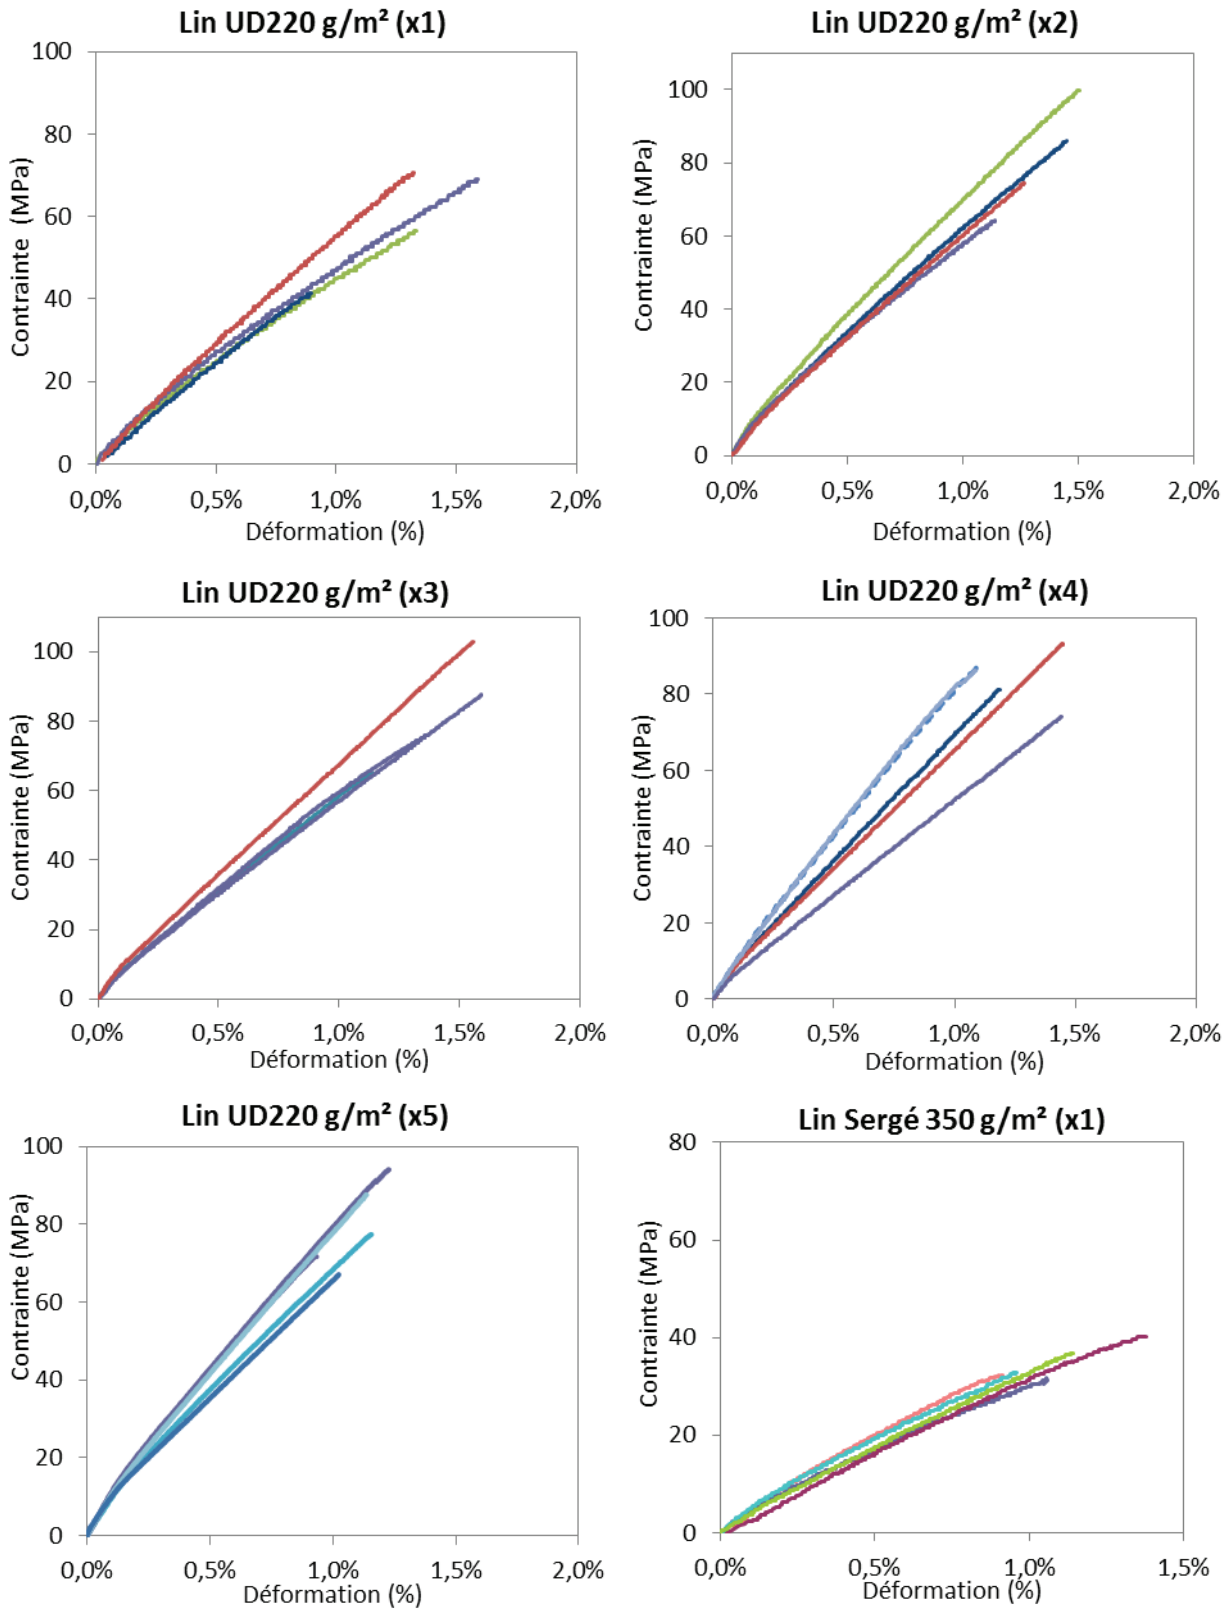 Lin UD220 g/m² (x1)
100
80
60
40
20
0
Contrainte (MPa)
0,0% 0,5% 1,0% 1,5% 2,0%
Déformation (%)
Lin UD220 g/m² (x2)
100
80
60
40
20
0
Contrainte (MPa)
0,0% 0,5% 1,0% 1,5% 2,0%
Déformation (%)
Lin UD220 g/m² (x3)
100
80
60
40
20
0
Contrainte (MPa)
0,0% 0,5% 1,0% 1,5% 2,0%
Déformation (%)
Lin UD220 g/m² (x4)
100
80
60
40
20
0
Contrainte (MPa)
0,0% 0,5% 1,0% 1,5% 2,0%
Déformation (%)
Lin UD220 g/m² (x5)
100
80
60
40
20
0
Contrainte (MPa)
0,0% 0,5% 1,0% 1,5% 2,0%
Déformation (%)
Lin Sergé 350 g/m² (x1)
80
60
40
20
0
Contrainte (MPa)
0,0% 0,5% 1,0% 1,5%
Déformation (%)